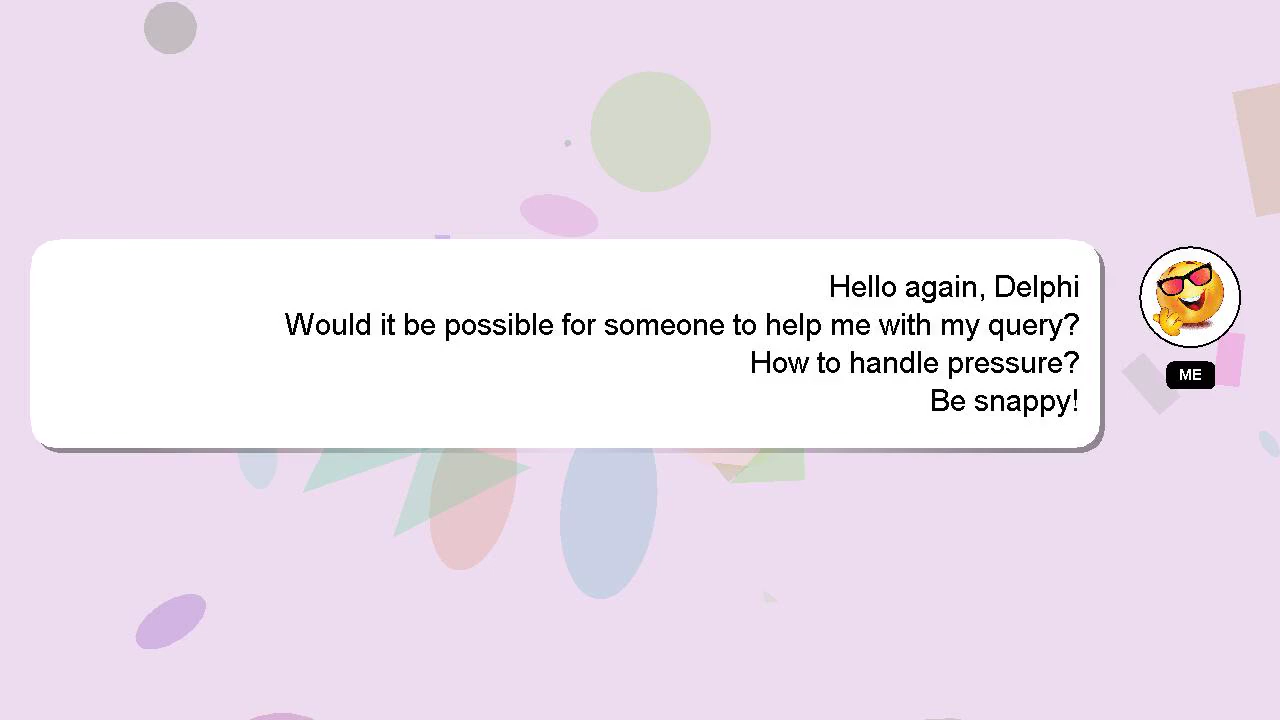 Hello again, Delphi
Would it be possible for someone to help me with my query?
How to handle pressure?
Be snappy!
ME